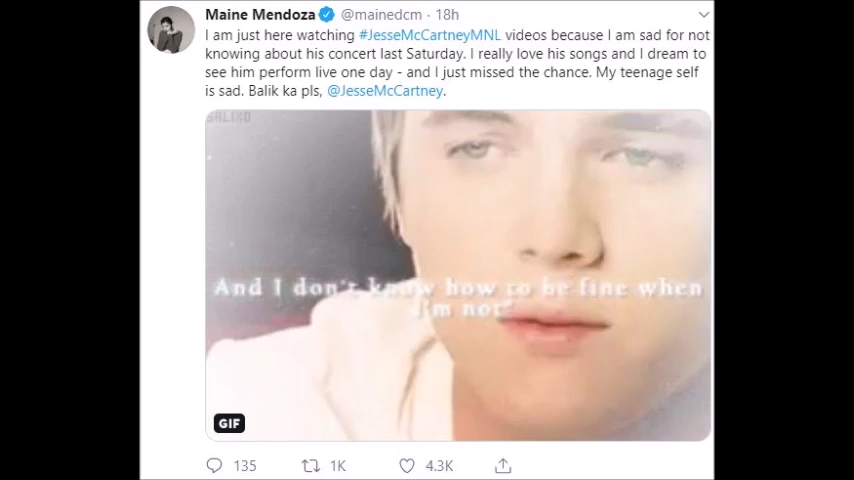 Maine Mendoza @mainedcm · 18h
I am just here watching #JesseMcCartneyMNL videos because I am sad for not
knowing about his concert last Saturday. I really love his songs and I dream to
see him perform live one day - and I just missed the chance. My teenage self
is sad. Balik ka pls, @JesseMcCartney.
And I don't know how to be fine when
I'm not"
GIF
135 1K 4.3K